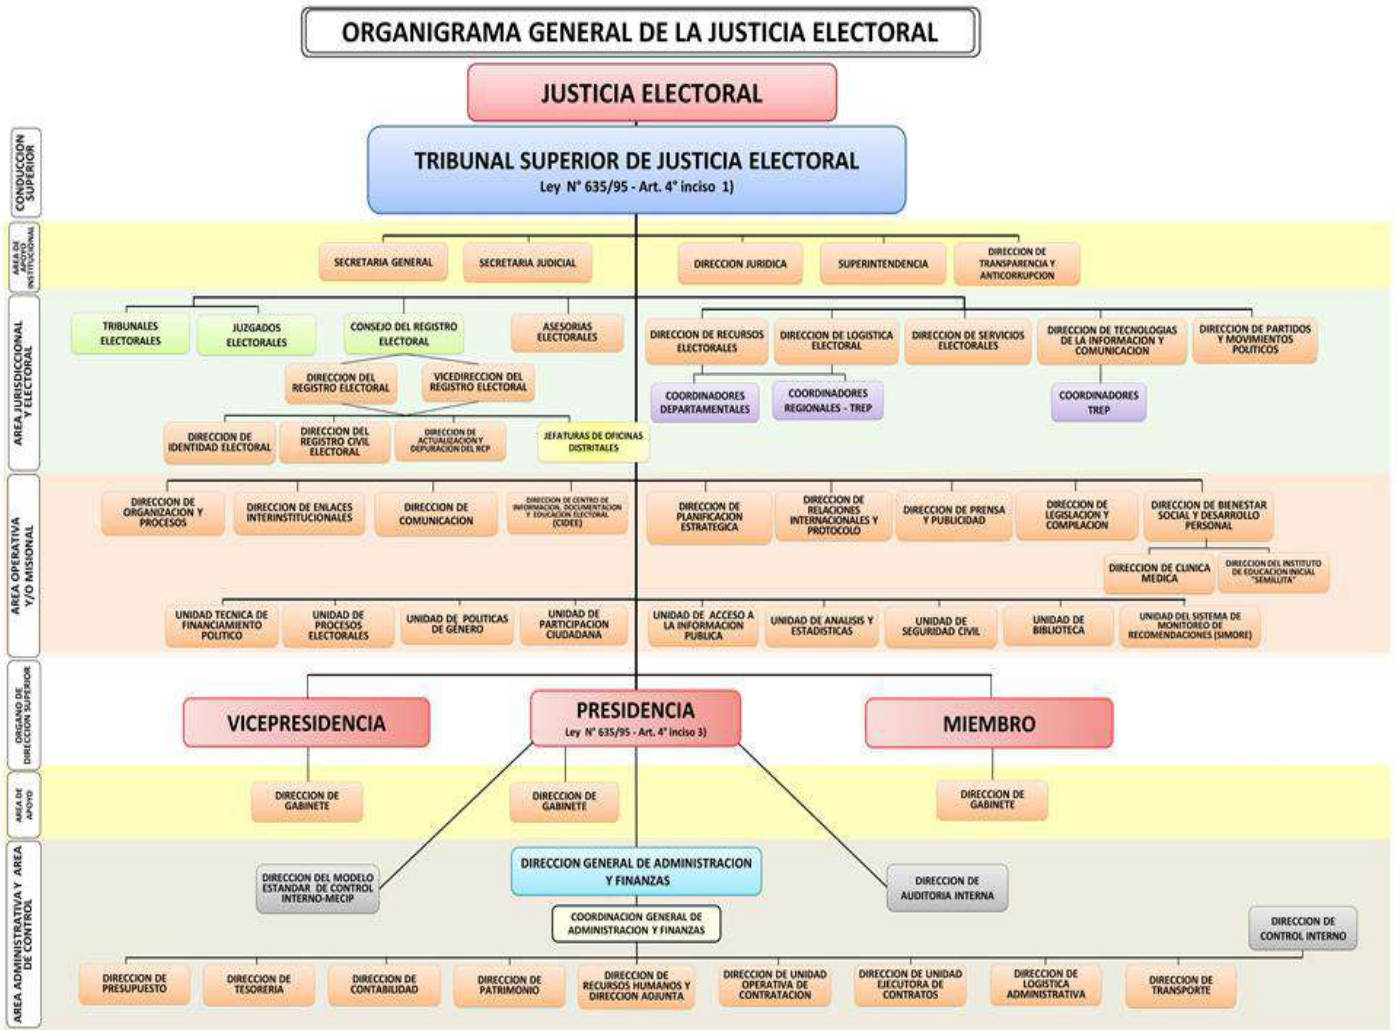 ORGANIGRAMA GENERAL DE LA JUSTICIA ELECTORAL
JUSTICIA ELECTORAL
CONDUCCION
SUPERIOR
TRIBUNAL SUPERIOR DE JUSTICIA ELECTORAL
Ley N° 635/95 - Art. 4° inciso 1)
AREA DE
APOYO
INSTITUCIONAL
SECRETARIA GENERAL
SECRETARIA JUDICIAL
DIRECCION JURIDICA
SUPERINTENDENCIA
DIRECCION DE
TRANSPARENCIA Y
ANTICORRUPCION
AREA JURISDICCIONAL
Y ELECTORAL
TRIBUNALES
ELECTORALES
JUZGADOS
ELECTORALES
CONSEJO DEL REGISTRO
ELECTORAL
ASESORIAS
ELECTORALES
DIRECCION DE RECURSOS
ELECTORALES
DIRECCION DE LOGISTICA
ELECTORAL
DIRECCION DE SERVICIOS
ELECTORALES
DIRECCION DE TECNOLOGIAS
DE LA INFORMACION Y
COMUNICACION
DIRECCION DE PARTIDOS
Y MOVIMIENTOS
POLITICOS
DIRECCION DEL
REGISTRO ELECTORAL
VICEDIRECCION DEL
REGISTRO ELECTORAL
COORDINADORES
DEPARTAMENTALES
COORDINADORES
REGIONALES - TREP
COORDINADORES
TREP
DIRECCION DE
IDENTIDAD ELECTORAL
DIRECCION DEL
REGISTRO CIVIL
ELECTORAL
DIRECCION DE
ACTUALIZACION Y
DEPURACION DEL RCP
JEFATURAS DE OFICINAS
DISTRITALES
AREA OPERATIVA
Y/O MISIONAL
DIRECCION DE
ORGANIZACION Y
PROCESOS
DIRECCION DE ENLACES
INTERINSTITUCIONALES
DIRECCION DE
COMUNICACION
DIRECCION DE CENTRO DE
INFORMACION, DOCUMENTACION
Y EDUCACION ELECTORAL
(CIDEE)
DIRECCION DE
PLANIFICACION
ESTRATEGICA
DIRECCION DE
RELACIONES
INTERNACIONALES Y
PROTOCOLO
DIRECCION DE PRENSA
Y PUBLICIDAD
DIRECCION DE
LEGISLACION Y
COMPILACION
DIRECCION DE BIENESTAR
SOCIAL Y DESARROLLO
PERSONAL
DIRECCION DE CLINICA
MEDICA
DIRECCION DEL INSTITUTO
DE EDUCACION INICIAL
"SEMILLITA"
UNIDAD TECNICA DE
FINANCIAMIENTO
POLITICO
UNIDAD DE
PROCESOS
ELECTORALES
UNIDAD DE POLITICAS
DE GÉNERO
UNIDAD DE
PARTICIPACION
CIUDADANA
UNIDAD DE ACCESO A
LA INFORMACION
PUBLICA
UNIDAD DE ANALISIS Y
ESTADISTICAS
UNIDAD DE
SEGURIDAD CIVIL
UNIDAD DE
BIBLIOTECA
UNIDAD DEL SISTEMA DE
MONITOREO DE
RECOMENDACIONES (SIMORE)
ORGANO DE
DIRECCION SUPERIOR
VICEPRESIDENCIA
PRESIDENCIA
Ley N° 635/95 - Art. 4° inciso 3)
MIEMBRO
AREA DE
APOYO
DIRECCION DE
GABINETE
DIRECCION DE
GABINETE
DIRECCION DE
GABINETE
AREA ADMINISTRATIVA Y AREA
DE CONTROL
DIRECCION DEL MODELO
ESTANDAR DE CONTROL
INTERNO-MECIP
DIRECCION GENERAL DE ADMINISTRACION
Y FINANZAS
DIRECCION DE
AUDITORIA INTERNA
COORDINACION GENERAL DE
ADMINISTRACION Y FINANZAS
DIRECCION DE
CONTROL INTERNO
DIRECCION DE
PRESUPUESTO
DIRECCION DE
TESORERIA
DIRECCION DE
CONTABILIDAD
DIRECCION DE
PATRIMONIO
DIRECCION DE
RECURSOS HUMANOS Y
DIRECCION ADJUNTA
DIRECCION DE UNIDAD
OPERATIVA DE
CONTRATACION
DIRECCION DE UNIDAD
EJECUTORA DE
CONTRATOS
DIRECCION DE
LOGISTICA
ADMINISTRATIVA
DIRECCION DE
TRANSPORTE